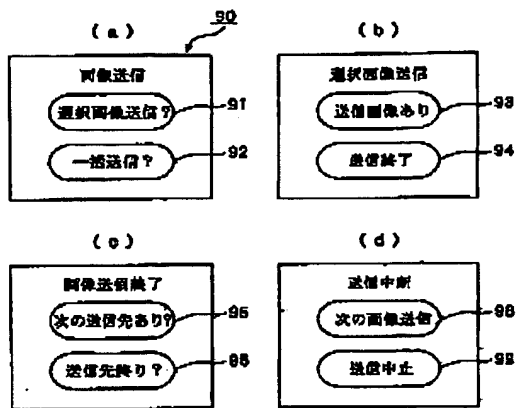 90
(a)
画像送信
選択画像送信？
91
一括送信？
92
(b)
選択画像送信
送信画像あり
93
送信終了
94
(c)
画像送信終了
次の送信先あり？
95
送信先終り？
96
(d)
送信中断
次の画像送信
98
送信中止
99